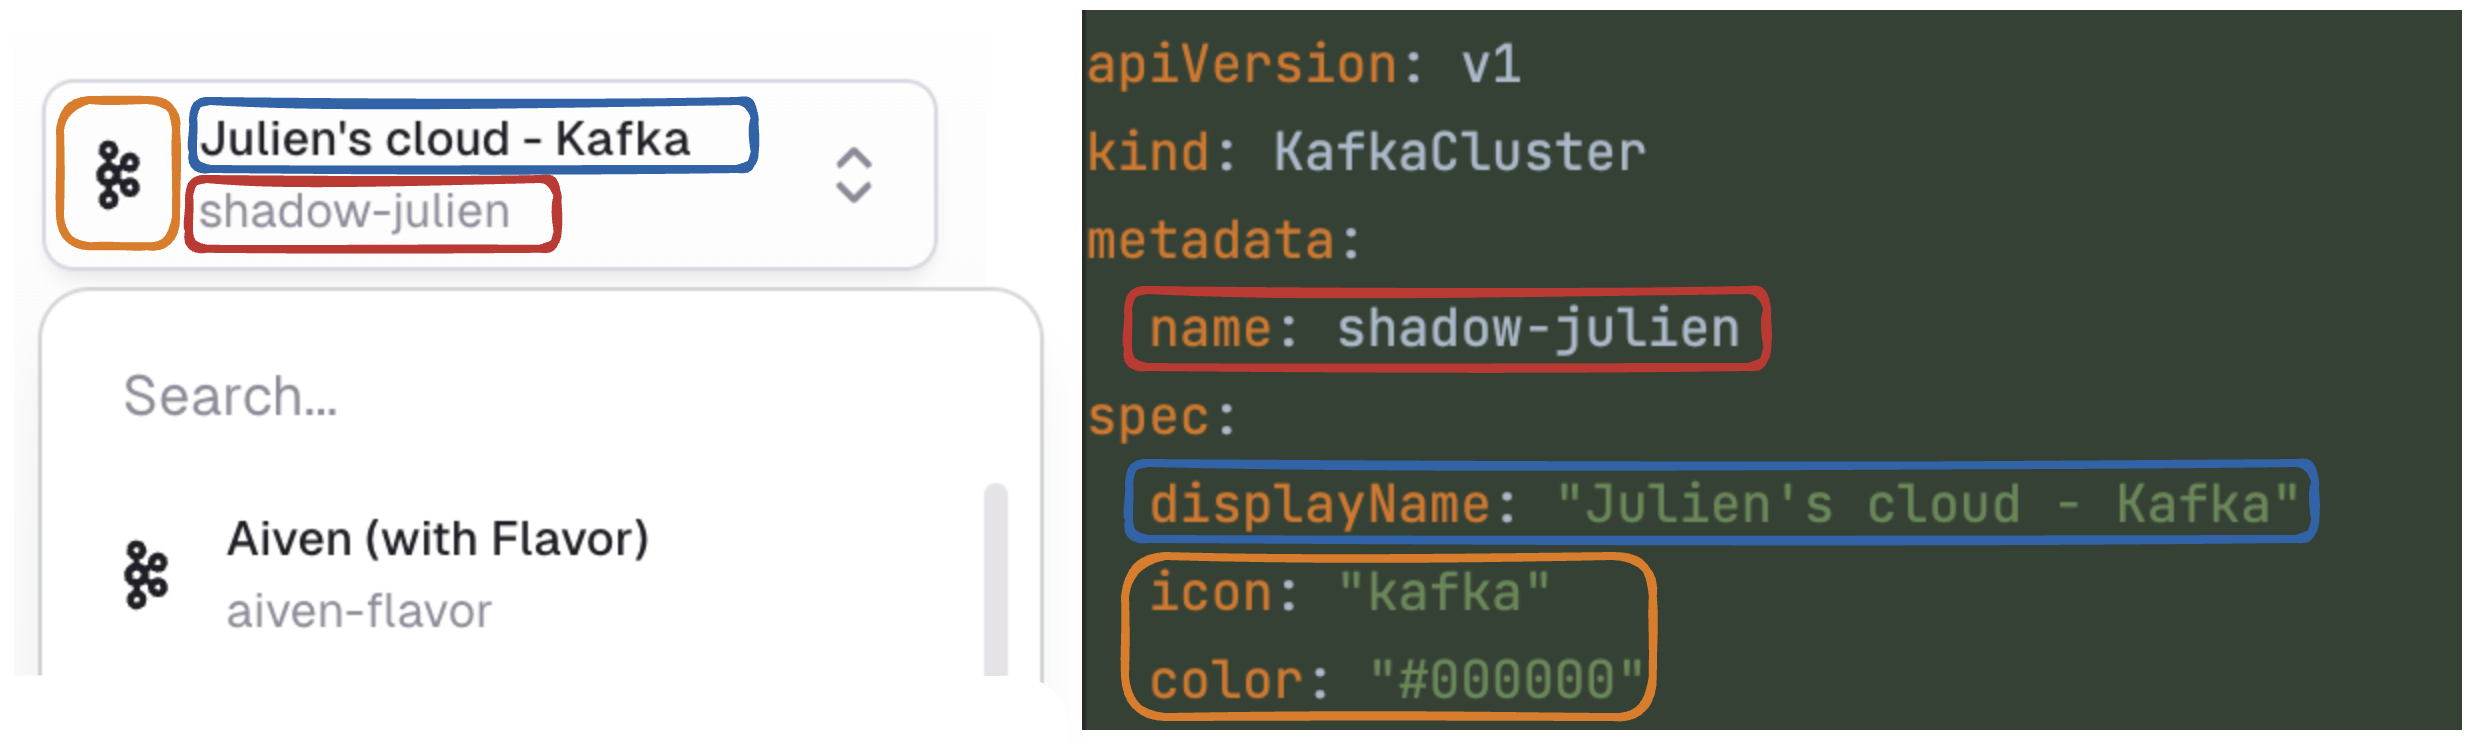 Julien's cloud - Kafka
shadow-julien
Search...
Aiven (with Flavor)
aiven-flavor
apiVersion: v1
kind: KafkaCluster
metadata:
  name: shadow-julien
spec:
  displayName: "Julien's cloud - Kafka"
  icon: "kafka"
  color: "#000000"